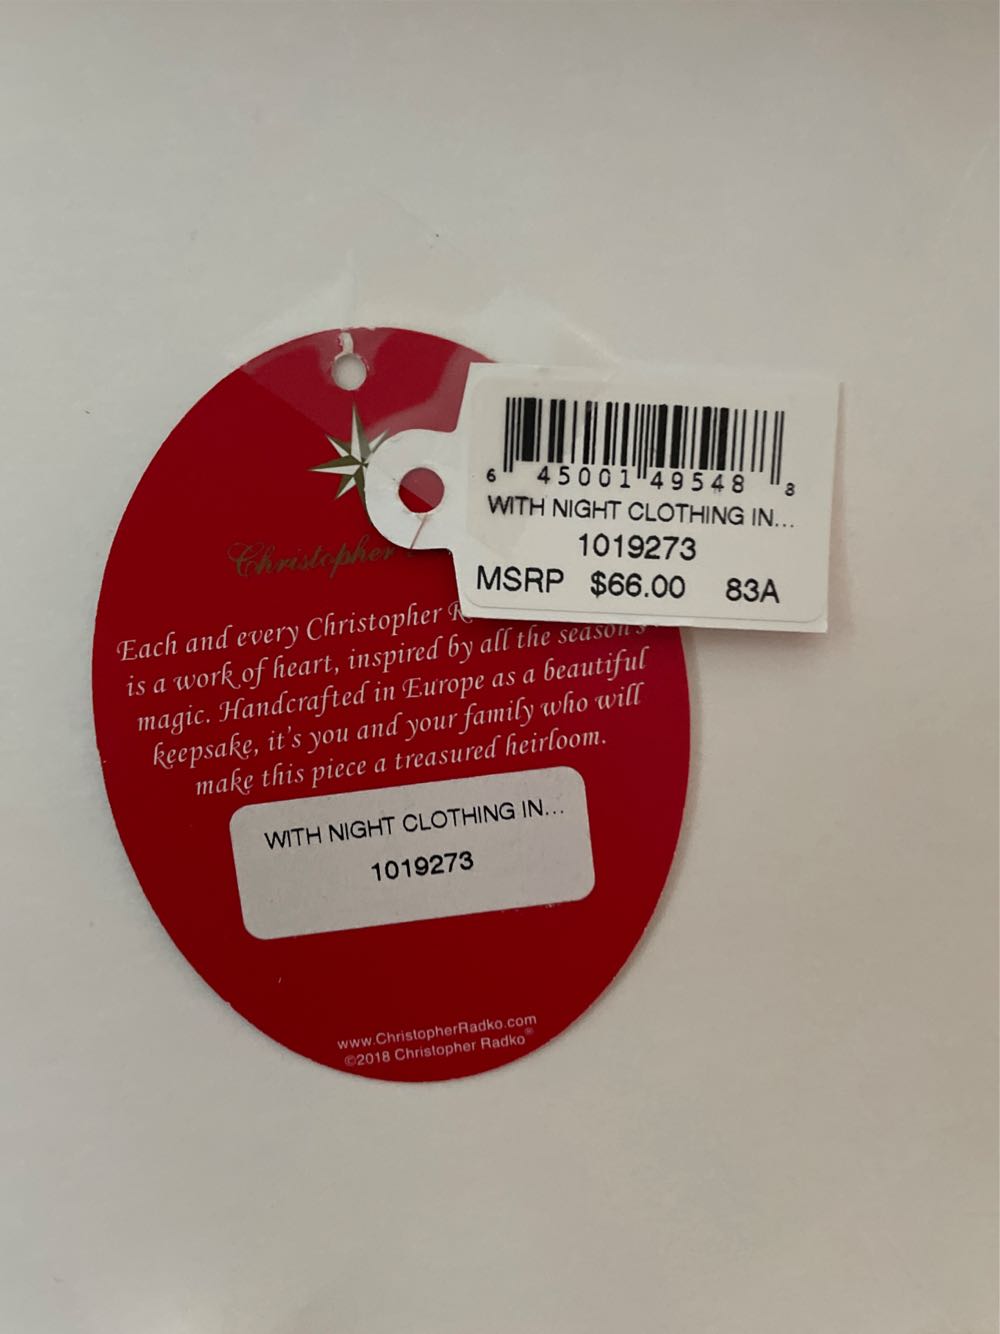 6 45001 49548 8
WITH NIGHT CLOTHING IN...
1019273
MSRP $66.00 83A
Christopher
Each and every Christopher R
is a work of heart, inspired by all the season's
magic. Handcrafted in Europe as a beautiful
keepsake, it's you and your family who will
make this piece a treasured heirloom.
WITH NIGHT CLOTHING IN...
1019273
www.ChristopherRadko.com
©2018 Christopher Radko®